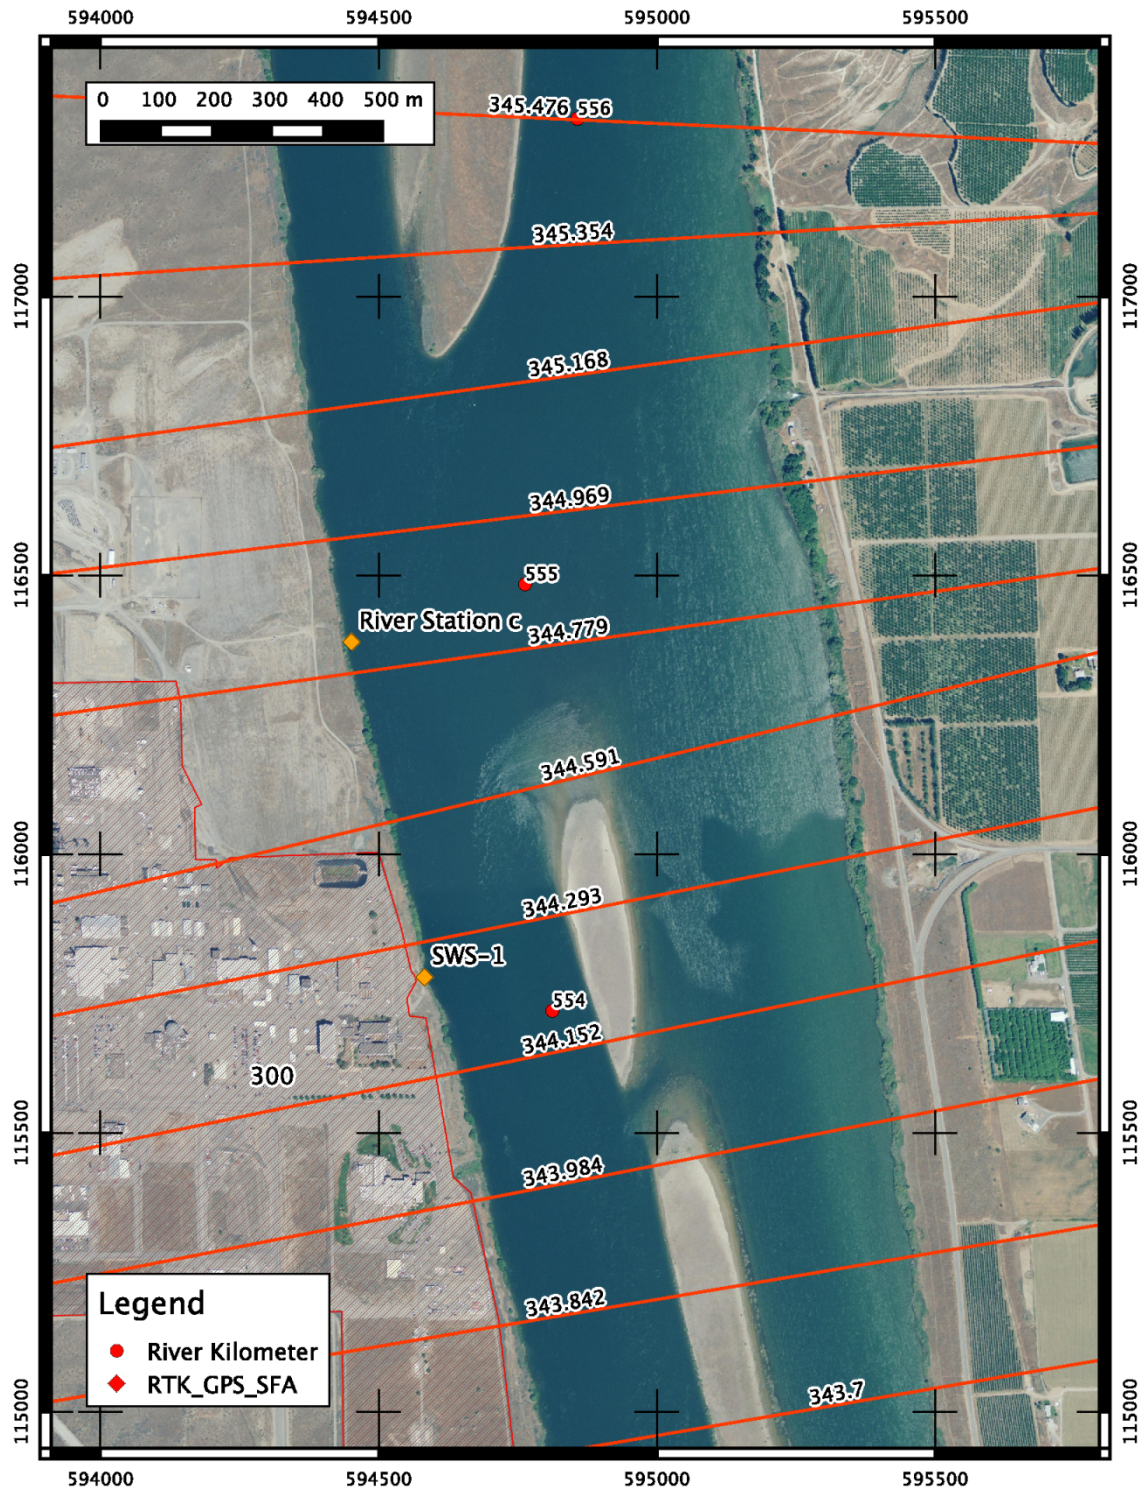 594000 594500 595000 595500
0 100 200 300 400 500 m
345.476 556
345.354
117000 117000
345.168
344.969
116500 555 116500
River Station c
344.779
344.591
116000 116000
344.293
SWS-1
554
344.152
300
115500 115500
343.984
Legend
343.842
River Kilometer
RTK_GPS_SFA
343.7
115000 115000
594000 594500 595000 595500